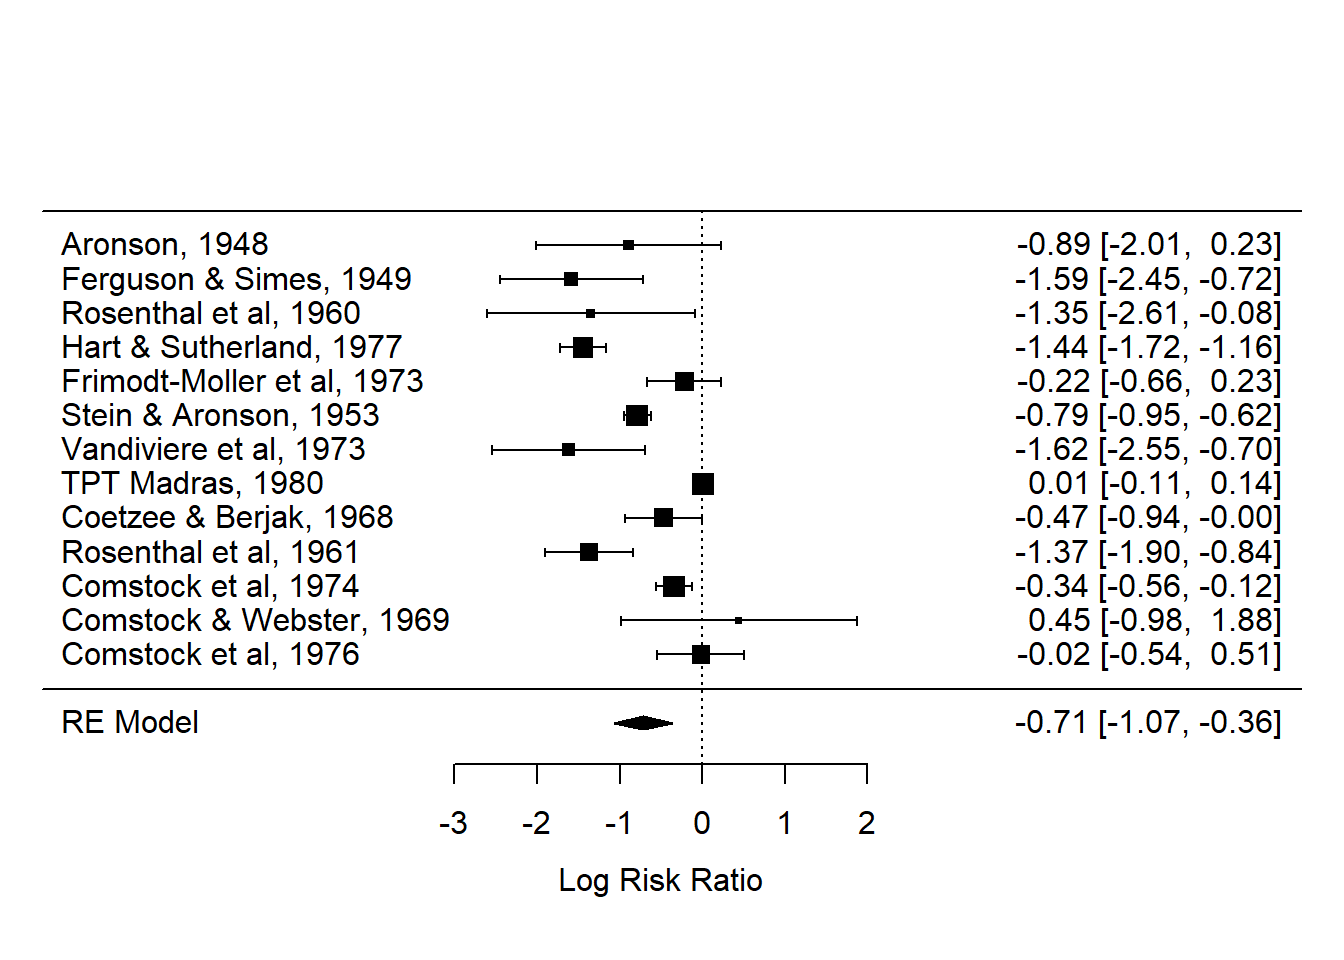 Aronson, 1948 -0.89 [-2.01, 0.23]
Ferguson & Simes, 1949 -1.59 [-2.45, -0.72]
Rosenthal et al, 1960 -1.35 [-2.61, -0.08]
Hart & Sutherland, 1977 -1.44 [-1.72, -1.16]
Frimodt-Moller et al, 1973 -0.22 [-0.66, 0.23]
Stein & Aronson, 1953 -0.79 [-0.95, -0.62]
Vandiviere et al, 1973 -1.62 [-2.55, -0.70]
TPT Madras, 1980 0.01 [-0.11, 0.14]
Coetzee & Berjak, 1968 -0.47 [-0.94, -0.00]
Rosenthal et al, 1961 -1.37 [-1.90, -0.84]
Comstock et al, 1974 -0.34 [-0.56, -0.12]
Comstock & Webster, 1969 0.45 [-0.98, 1.88]
Comstock et al, 1976 -0.02 [-0.54, 0.51]
RE Model -0.71 [-1.07, -0.36]
-3 -2 -1 0 1 2
Log Risk Ratio